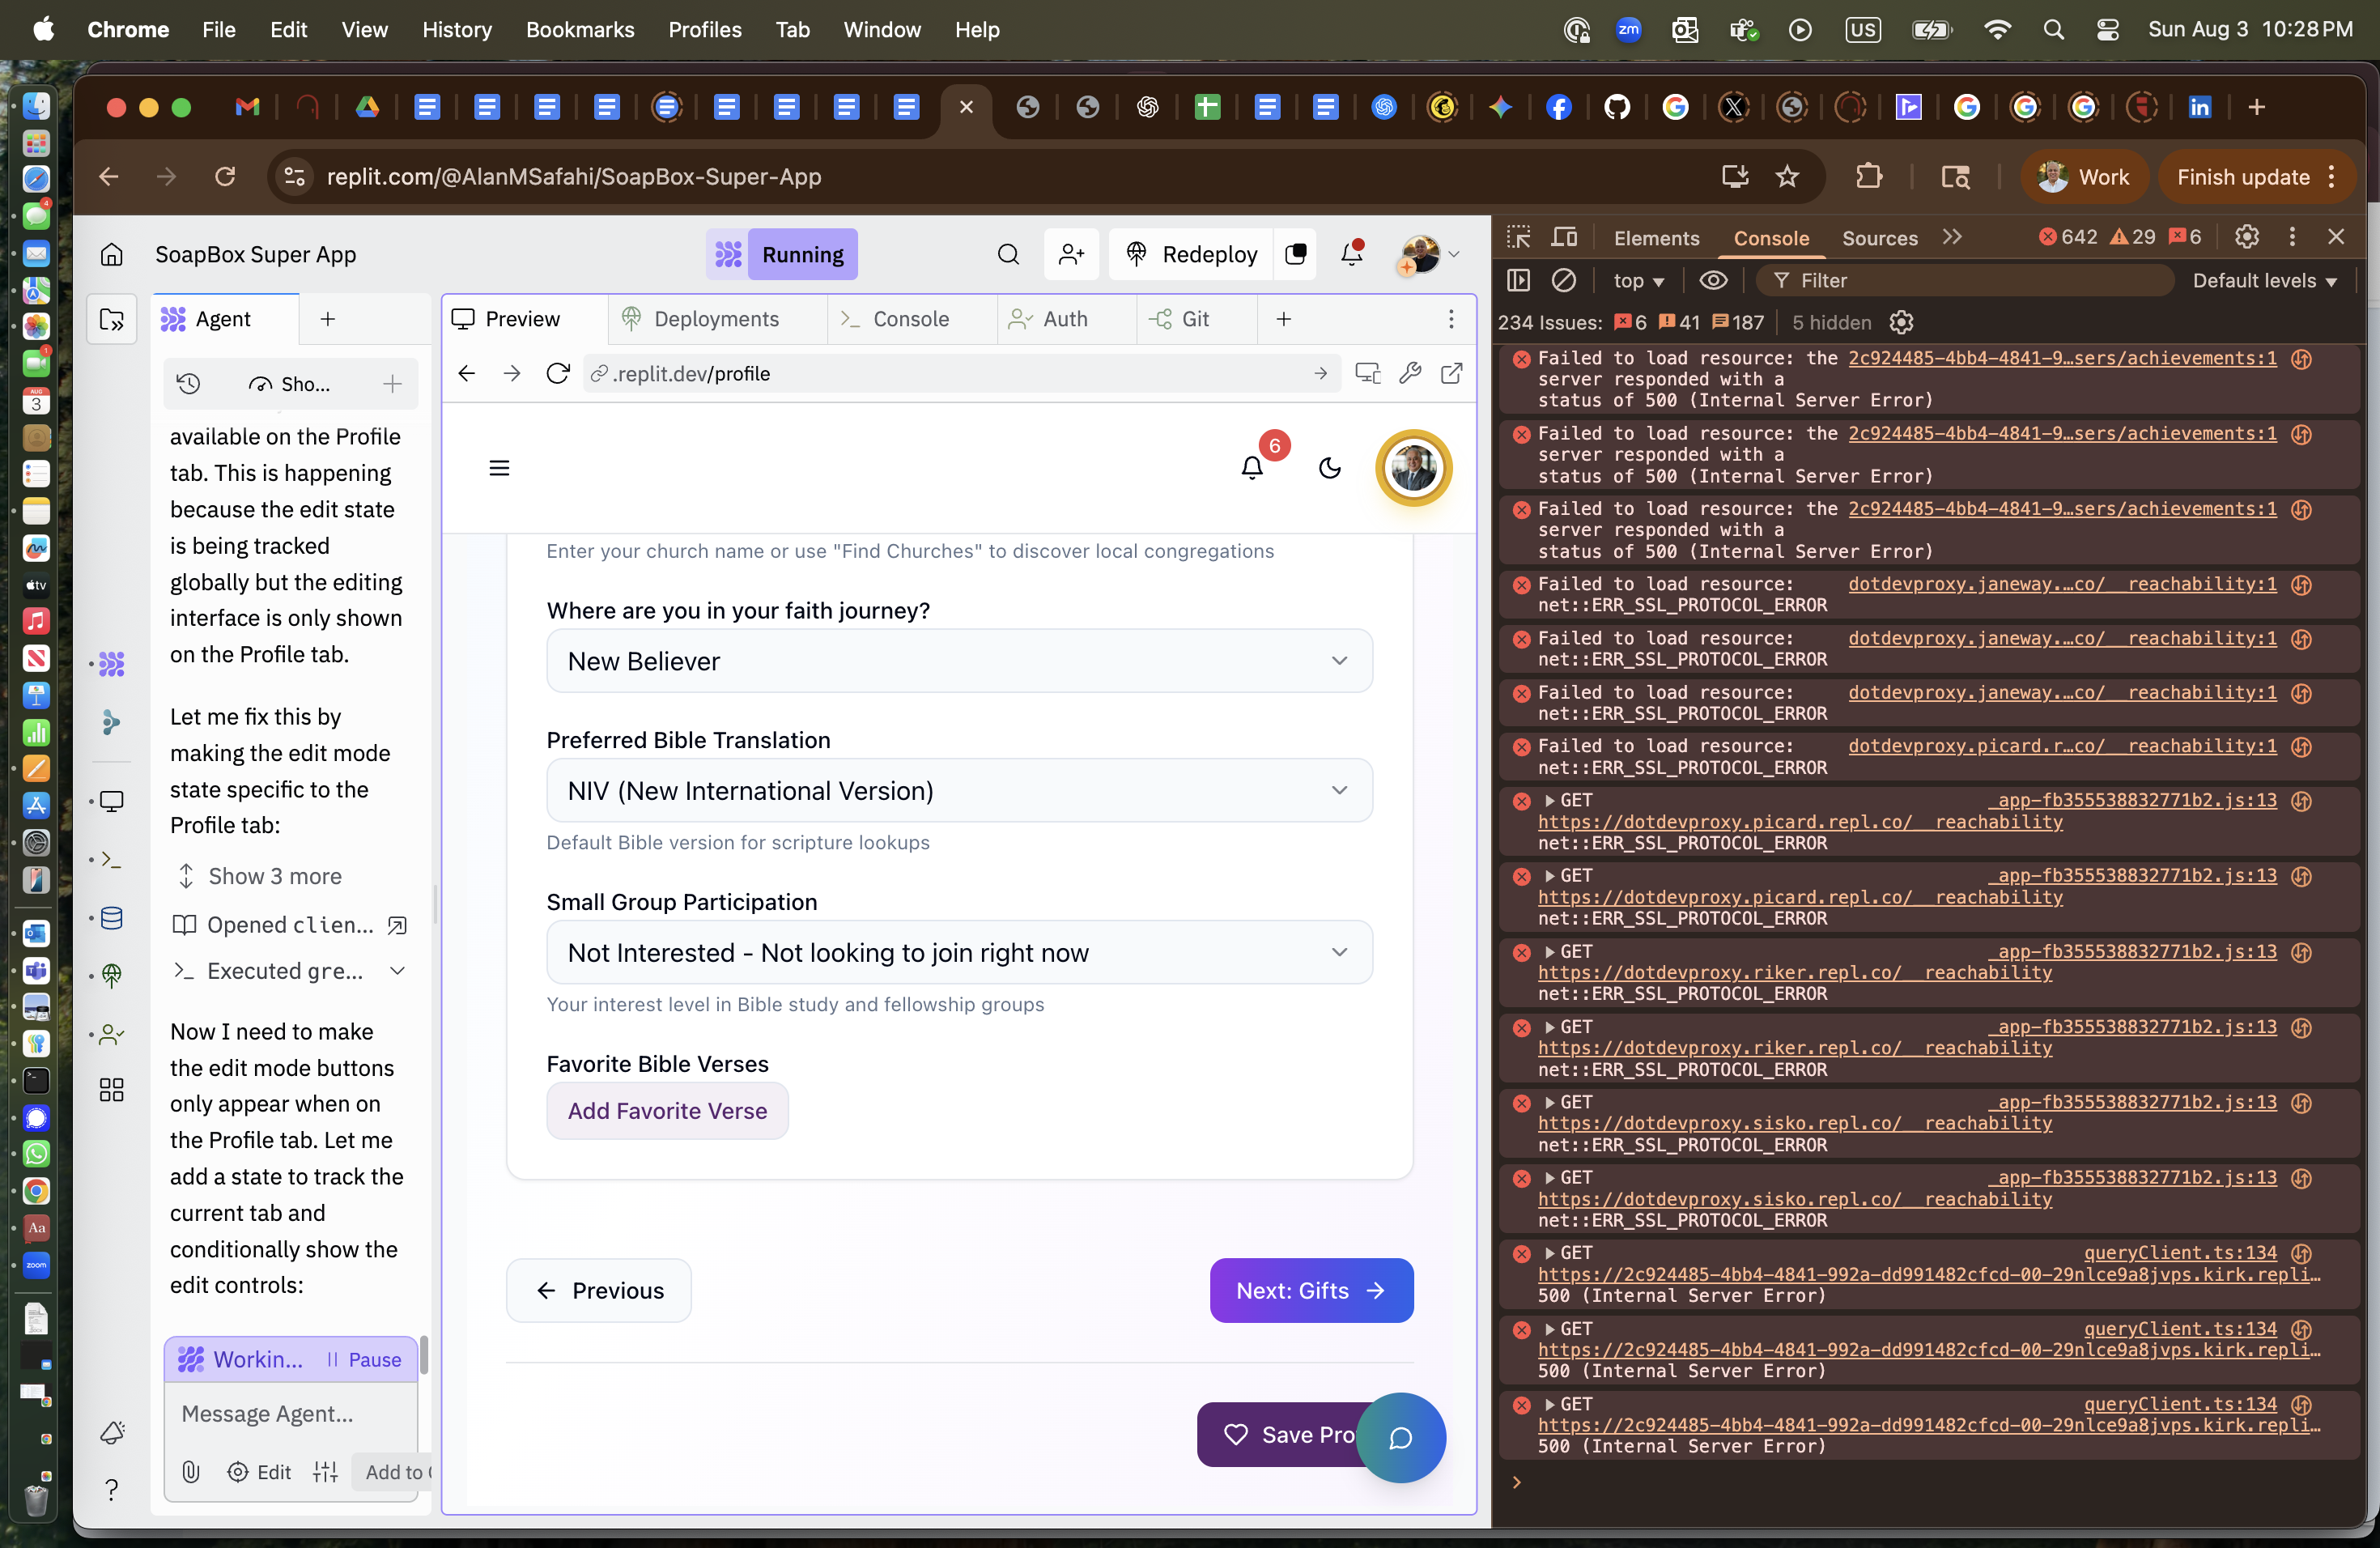 Chrome File Edit View History Bookmarks Profiles Tab Window Help
zm
US
Sun Aug 3 10:28 PM
replit.com/@AlanMSafahi/SoapBox-Super-App
Work
Finish update
SoapBox Super App
Running
Redeploy
Agent
Sho...
available on the Profile
tab. This is happening
because the edit state
is being tracked
globally but the editing
interface is only shown
on the Profile tab.
Let me fix this by
making the edit mode
state specific to the
Profile tab:
Show 3 more
Opened clien...
Executed gre...
Now I need to make
the edit mode buttons
only appear when on
the Profile tab. Let me
add a state to track the
current tab and
conditionally show the
edit controls:
Workin... Pause
Message Agent...
Edit
Add to
Preview
Deployments
Console
Auth
Git
.replit.dev/profile
6
Enter your church name or use "Find Churches" to discover local congregations
Where are you in your faith journey?
New Believer
Preferred Bible Translation
NIV (New International Version)
Default Bible version for scripture lookups
Small Group Participation
Not Interested - Not looking to join right now
Your interest level in Bible study and fellowship groups
Favorite Bible Verses
Add Favorite Verse
Previous
Next: Gifts
Save Pro
Elements Console Sources
642 29 6
top
Filter
Default levels
234 Issues: 6 41 187 5 hidden
Failed to load resource: the 2c924485-4bb4-4841-9…sers/achievements:1
server responded with a
status of 500 (Internal Server Error)
Failed to load resource: the 2c924485-4bb4-4841-9…sers/achievements:1
server responded with a
status of 500 (Internal Server Error)
Failed to load resource: the 2c924485-4bb4-4841-9…sers/achievements:1
server responded with a
status of 500 (Internal Server Error)
Failed to load resource: dotdevproxy.janeway.…co/__reachability:1
net::ERR_SSL_PROTOCOL_ERROR
Failed to load resource: dotdevproxy.janeway.…co/__reachability:1
net::ERR_SSL_PROTOCOL_ERROR
Failed to load resource: dotdevproxy.janeway.…co/__reachability:1
net::ERR_SSL_PROTOCOL_ERROR
Failed to load resource: dotdevproxy.picard.r…co/__reachability:1
net::ERR_SSL_PROTOCOL_ERROR
GET _app-fb355538832771b2.js:13
https://dotdevproxy.picard.repl.co/__reachability
net::ERR_SSL_PROTOCOL_ERROR
GET _app-fb355538832771b2.js:13
https://dotdevproxy.picard.repl.co/__reachability
net::ERR_SSL_PROTOCOL_ERROR
GET _app-fb355538832771b2.js:13
https://dotdevproxy.riker.repl.co/__reachability
net::ERR_SSL_PROTOCOL_ERROR
GET _app-fb355538832771b2.js:13
https://dotdevproxy.riker.repl.co/__reachability
net::ERR_SSL_PROTOCOL_ERROR
GET _app-fb355538832771b2.js:13
https://dotdevproxy.sisko.repl.co/__reachability
net::ERR_SSL_PROTOCOL_ERROR
GET _app-fb355538832771b2.js:13
https://dotdevproxy.sisko.repl.co/__reachability
net::ERR_SSL_PROTOCOL_ERROR
GET queryClient.ts:134
https://2c924485-4bb4-4841-992a-dd991482cfcd-00-29nlce9a8jvps.kirk.repli…
500 (Internal Server Error)
GET queryClient.ts:134
https://2c924485-4bb4-4841-992a-dd991482cfcd-00-29nlce9a8jvps.kirk.repli…
500 (Internal Server Error)
GET queryClient.ts:134
https://2c924485-4bb4-4841-992a-dd991482cfcd-00-29nlce9a8jvps.kirk.repli…
500 (Internal Server Error)
4
1
AUG
3
tv
Aa
zoom